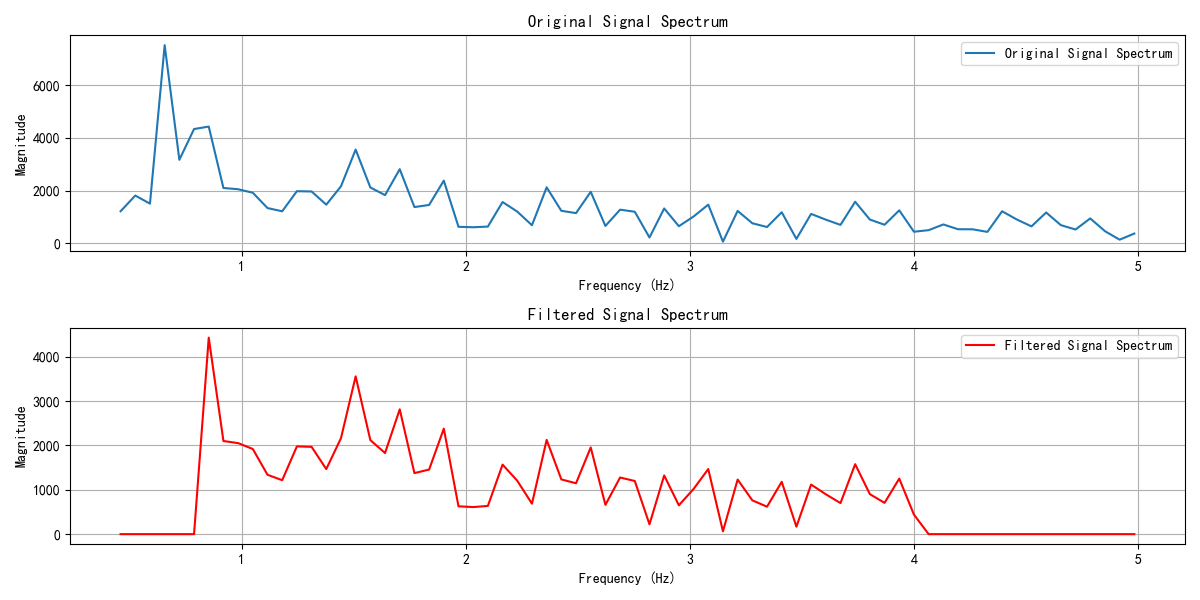 Original Signal Spectrum
Original Signal Spectrum
Magnitude
6000
4000
2000
0
1 2 3 4 5
Frequency (Hz)
Filtered Signal Spectrum
Filtered Signal Spectrum
Magnitude
4000
3000
2000
1000
0
1 2 3 4 5
Frequency (Hz)